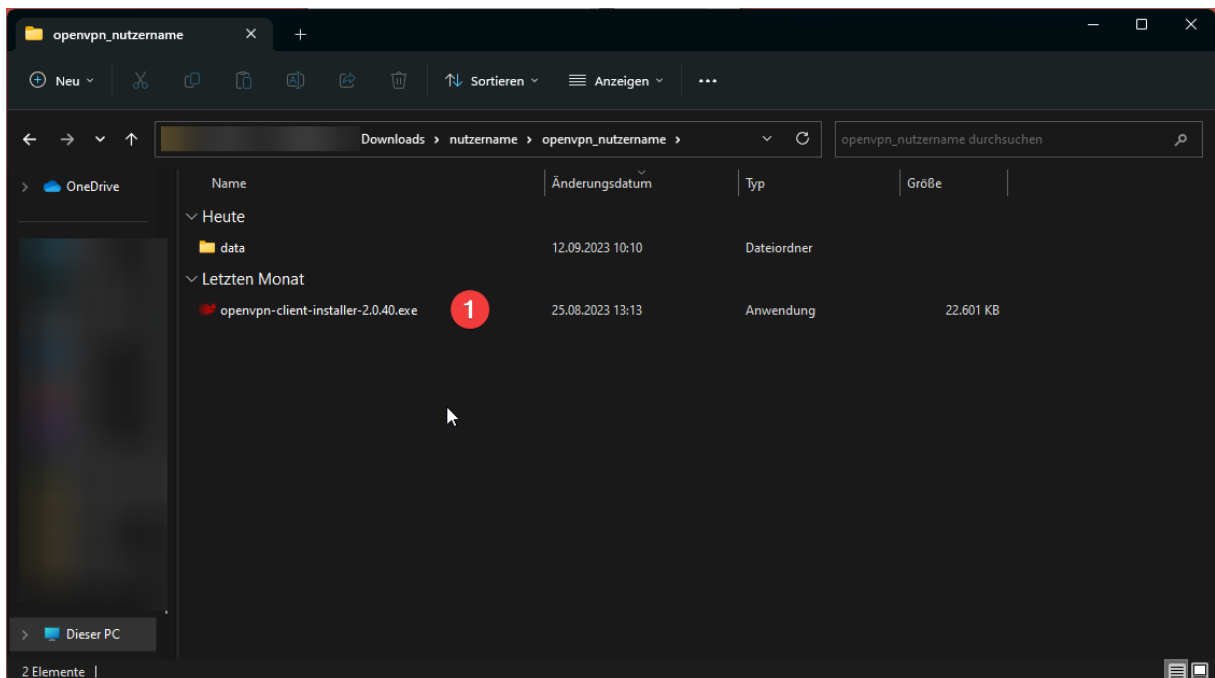 openvpn_nutzername
Neu Sortieren Anzeigen
Downloads > nutzername > openvpn_nutzername > openvpn_nutzername durchsuchen
OneDrive
Name Änderungsdatum Typ Größe
Heute
data 12.09.2023 10:10 Dateiordner
Letzten Monat
openvpn-client-installer-2.0.40.exe 1 25.08.2023 13:13 Anwendung 22.601 KB
Dieser PC
2 Elemente